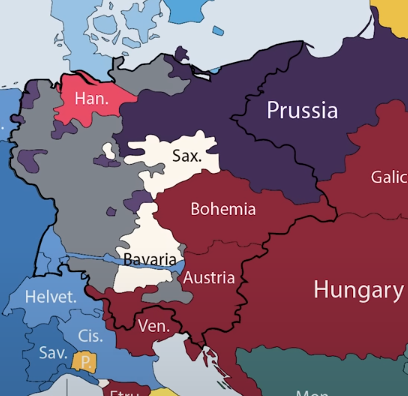 Han.
Prussia
Sax.
Galic
Bohemia
Bavaria
Austria
Helvet.
Hungary
Ven.
Cis.
Sav.
P.
Etru.
Mon